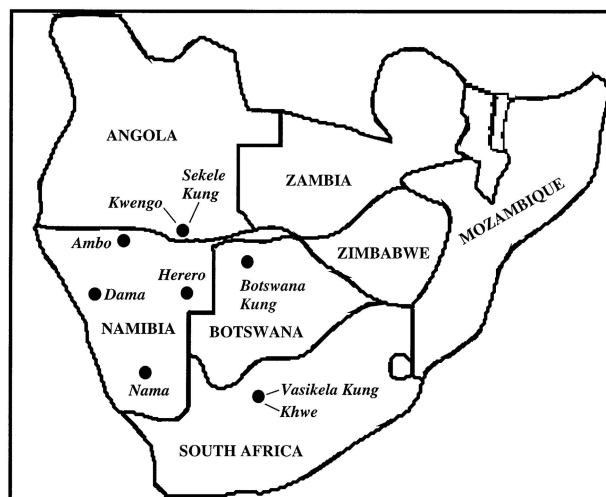 ANGOLA
Sekele
Kung
Kwengo
ZAMBIA
MOZAMBIQUE
Ambo
ZIMBABWE
Herero
Botswana
Kung
Dama
NAMIBIA
BOTSWANA
Nama
Vasikela Kung
Khwe
SOUTH AFRICA